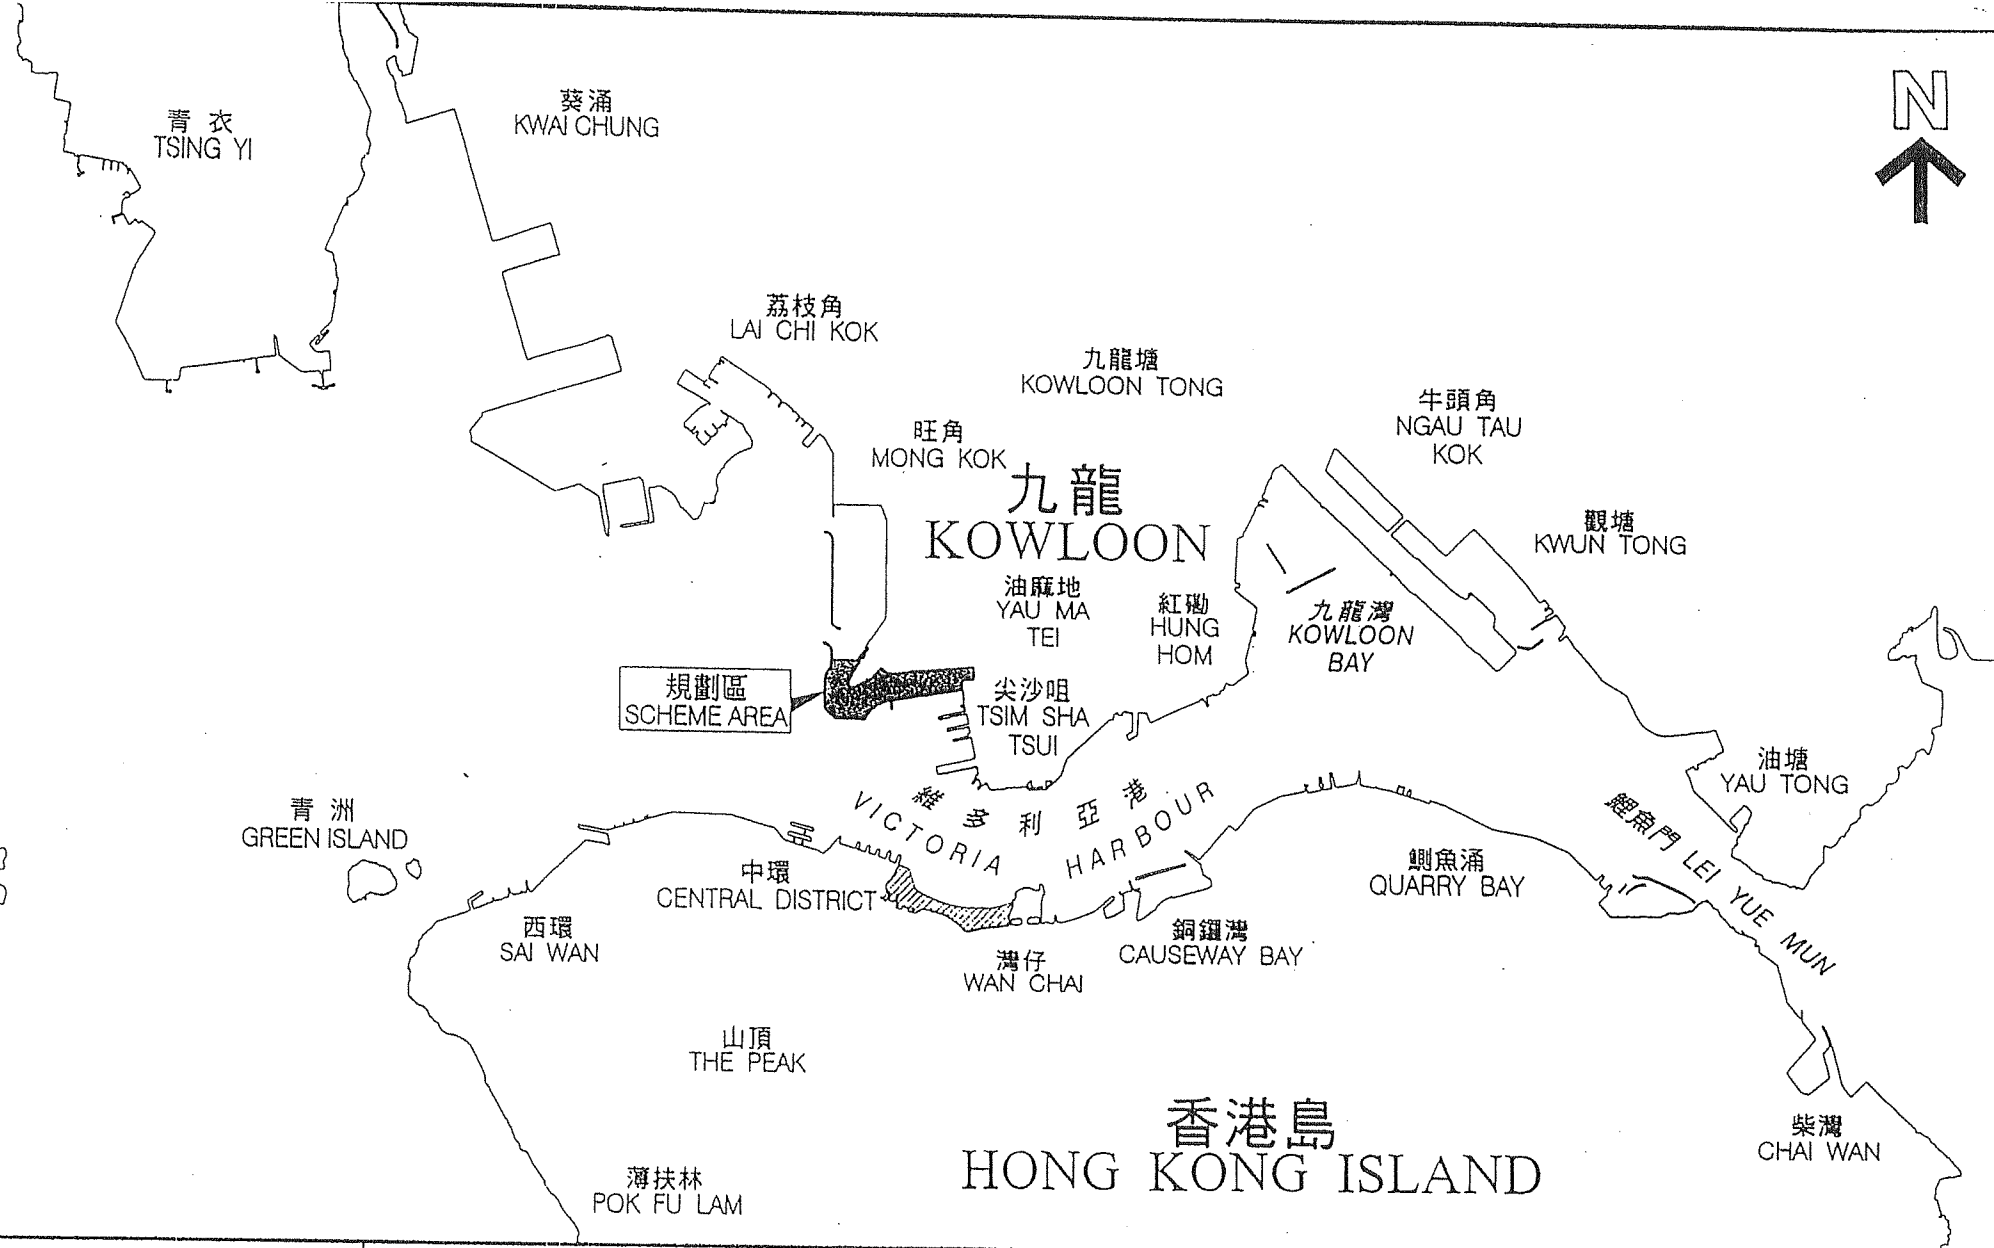 N
青衣
TSING YI
葵涌
KWAI CHUNG
荔枝角
LAI CHI KOK
九龍塘
KOWLOON TONG
牛頭角
NGAU TAU
KOK
旺角
MONG KOK
九龍
KOWLOON
觀塘
KWUN TONG
油麻地
YAU MA
TEI
紅磡
HUNG
HOM
九龍灣
KOWLOON
BAY
規劃區
SCHEME AREA
尖沙咀
TSIM SHA
TSUI
油塘
YAU TONG
青洲
GREEN ISLAND
維多利亞港
VICTORIA HARBOUR
鯉魚門 LEI YUE MUN
中環
CENTRAL DISTRICT
鰂魚涌
QUARRY BAY
西環
SAI WAN
灣仔
WAN CHAI
銅鑼灣
CAUSEWAY BAY
山頂
THE PEAK
香港島
HONG KONG ISLAND
柴灣
CHAI WAN
薄扶林
POK FU LAM